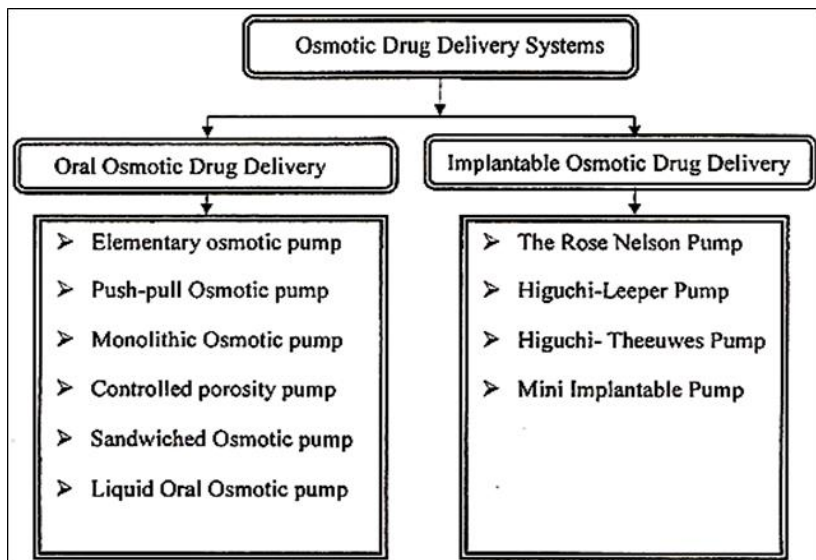 Osmotic Drug Delivery Systems
Oral Osmotic Drug Delivery
Implantable Osmotic Drug Delivery
➢ Elementary osmotic pump
➢ Push-pull Osmotic pump
➢ Monolithic Osmotic pump
➢ Controlled porosity pump
➢ Sandwiched Osmotic pump
➢ Liquid Oral Osmotic pump
➢ The Rose Nelson Pump
➢ Higuchi-Leeper Pump
➢ Higuchi- Theeuwes Pump
➢ Mini Implantable Pump